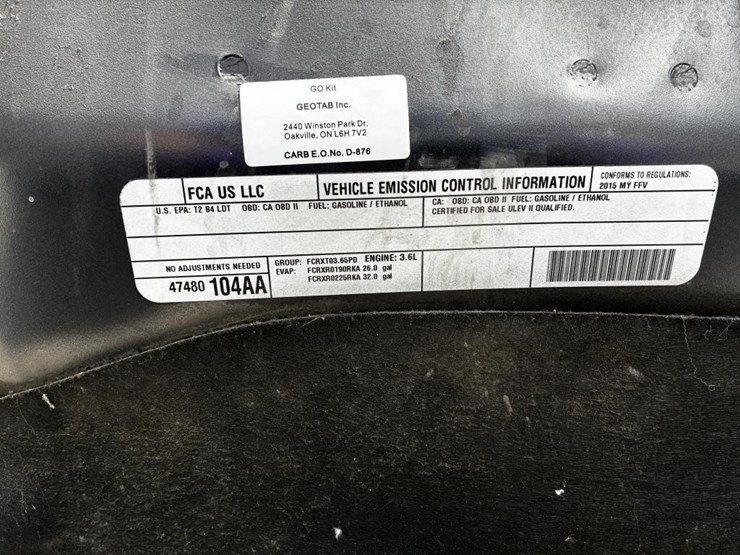 GO Kit
GEOTAB Inc.
2440 Winston Park Dr,
Oakville, ON L6H 7V2
CARB E.O.No. D-876
FCA US LLC
VEHICLE EMISSION CONTROL INFORMATION
CONFORMS TO REGULATIONS:
2015 MY FFV
U.S. EPA: T2 B4 LDT OBD: CA OBD II FUEL: GASOLINE / ETHANOL
CA: OBD: CA OBD II FUEL: GASOLINE / ETHANOL
CERTIFIED FOR SALE ULEV II QUALIFIED.
NO ADJUSTMENTS NEEDED
47480 104AA
GROUP: FCRXT03.65PD ENGINE: 3.6L
EVAP: FCRXR0190RKA 26.0 gal
FCRXR0225RKA 32.0 gal